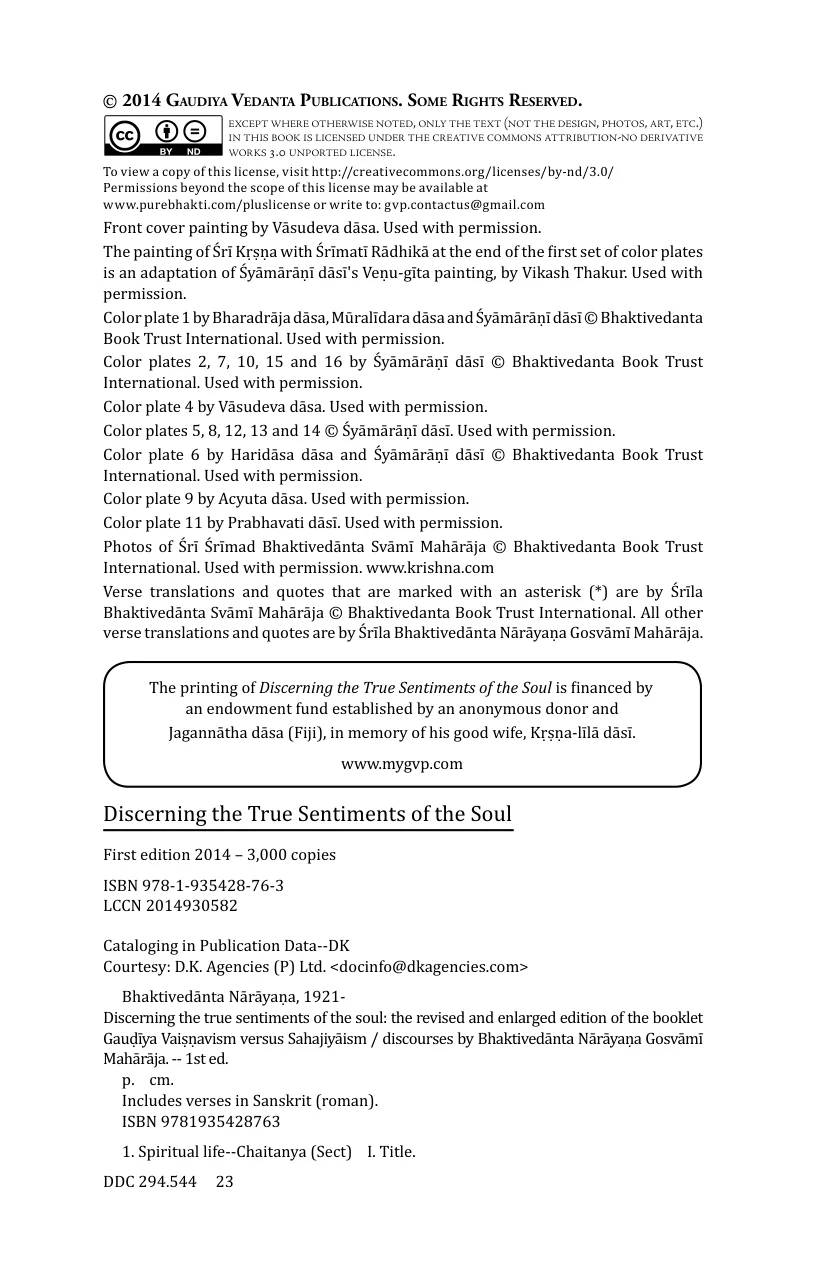 © 2014 Gaudiya Vedanta Publications. Some Rights Reserved.
cc BY ND
except where otherwise noted, only the text (not the design, photos, art, etc.)
in this book is licensed under the creative commons attribution-no derivative
works 3.0 unported license.
To view a copy of this license, visit http://creativecommons.org/licenses/by-nd/3.0/
Permissions beyond the scope of this license may be available at
www.purebhakti.com/pluslicense or write to: gvp.contactus@gmail.com
Front cover painting by Vāsudeva dāsa. Used with permission.
The painting of Śrī Kṛṣṇa with Śrīmatī Rādhikā at the end of the first set of color plates
is an adaptation of Śyāmārāṇī dāsī's Veṇu-gīta painting, by Vikash Thakur. Used with
permission.
Color plate 1 by Bharadrāja dāsa, Mūralīdara dāsa and Śyāmārāṇī dāsī © Bhaktivedanta
Book Trust International. Used with permission.
Color plates 2, 7, 10, 15 and 16 by Śyāmārāṇī dāsī © Bhaktivedanta Book Trust
International. Used with permission.
Color plate 4 by Vāsudeva dāsa. Used with permission.
Color plates 5, 8, 12, 13 and 14 © Śyāmārāṇī dāsī. Used with permission.
Color plate 6 by Haridāsa dāsa and Śyāmārāṇī dāsī © Bhaktivedanta Book Trust
International. Used with permission.
Color plate 9 by Acyuta dāsa. Used with permission.
Color plate 11 by Prabhavati dāsī. Used with permission.
Photos of Śrī Śrīmad Bhaktivedānta Svāmī Mahārāja © Bhaktivedanta Book Trust
International. Used with permission. www.krishna.com
Verse translations and quotes that are marked with an asterisk (*) are by Śrīla
Bhaktivedānta Svāmī Mahārāja © Bhaktivedanta Book Trust International. All other
verse translations and quotes are by Śrīla Bhaktivedānta Nārāyaṇa Gosvāmī Mahārāja.
The printing of Discerning the True Sentiments of the Soul is financed by
an endowment fund established by an anonymous donor and
Jagannātha dāsa (Fiji), in memory of his good wife, Kṛṣṇa-līlā dāsī.
www.mygvp.com
Discerning the True Sentiments of the Soul
First edition 2014 – 3,000 copies
ISBN 978-1-935428-76-3
LCCN 2014930582
Cataloging in Publication Data--DK
Courtesy: D.K. Agencies (P) Ltd. <docinfo@dkagencies.com>
Bhaktivedānta Nārāyaṇa, 1921-
Discerning the true sentiments of the soul: the revised and enlarged edition of the booklet
Gauḍīya Vaiṣṇavism versus Sahajiyāism / discourses by Bhaktivedānta Nārāyaṇa Gosvāmī
Mahārāja. -- 1st ed.
p. cm.
Includes verses in Sanskrit (roman).
ISBN 9781935428763
1. Spiritual life--Chaitanya (Sect) I. Title.
DDC 294.544 23